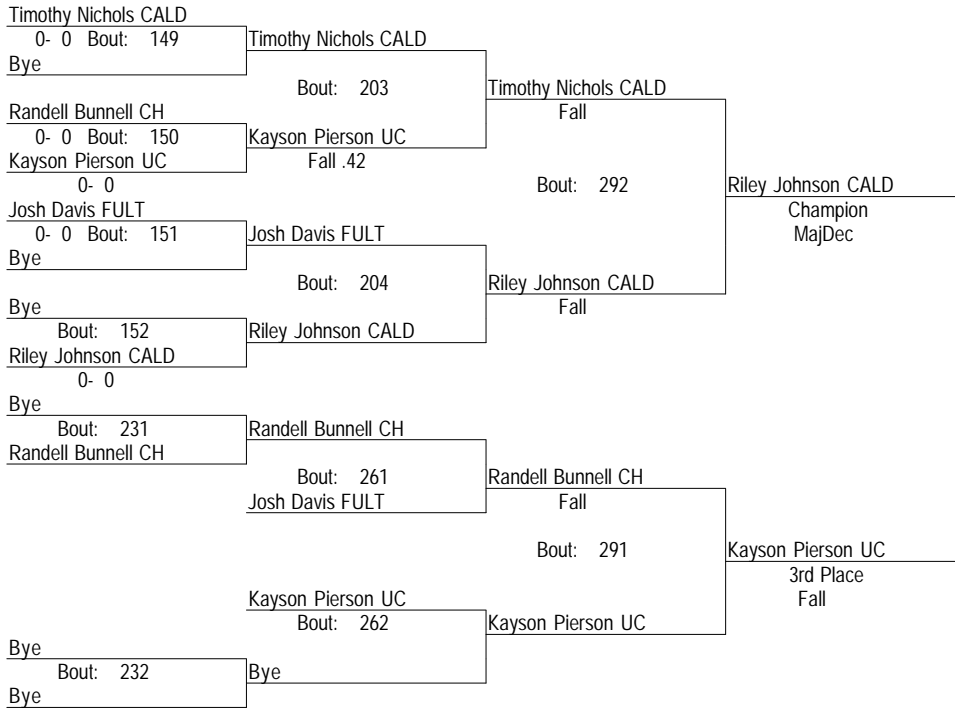 Timothy Nichols CALD
0- 0 Bout: 149
Timothy Nichols CALD
Bye
Bout: 203
Timothy Nichols CALD
Fall
Randell Bunnell CH
0- 0 Bout: 150
Kayson Pierson UC
Kayson Pierson UC
Fall .42
0- 0
Bout: 292
Riley Johnson CALD
Champion
MajDec
Josh Davis FULT
0- 0 Bout: 151
Josh Davis FULT
Bye
Bout: 204
Riley Johnson CALD
Fall
Bye
Bout: 152
Riley Johnson CALD
Riley Johnson CALD
0- 0
Bye
Bout: 231
Randell Bunnell CH
Randell Bunnell CH
Bout: 261
Randell Bunnell CH
Fall
Josh Davis FULT
Bout: 291
Kayson Pierson UC
3rd Place
Fall
Kayson Pierson UC
Bout: 262
Kayson Pierson UC
Bye
Bout: 232
Bye
Bye